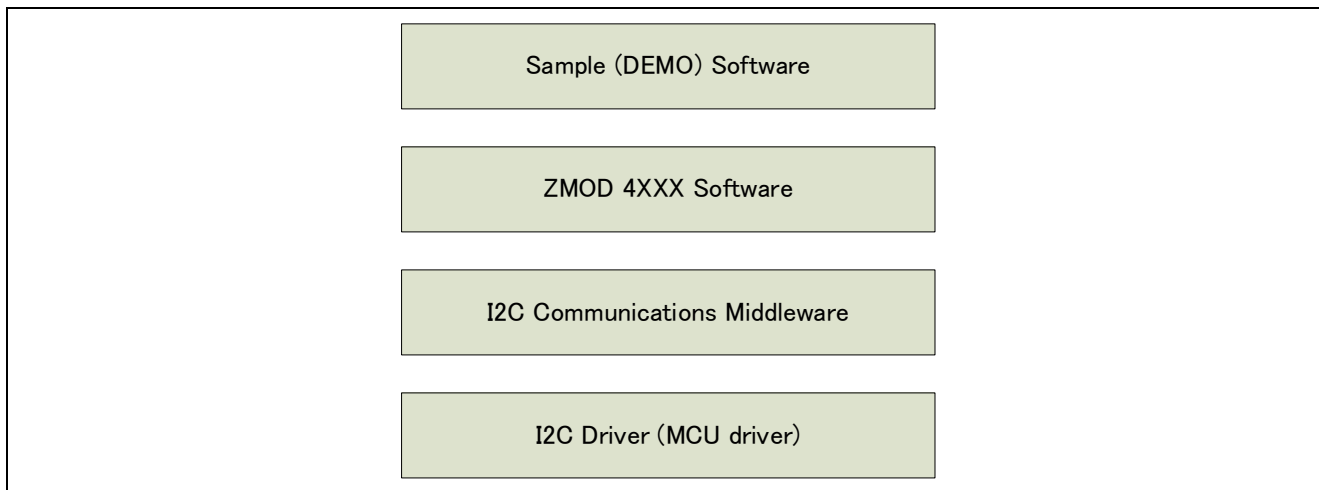 Sample (DEMO) Software
ZMOD 4XXX Software
I2C Communications Middleware
I2C Driver (MCU driver)